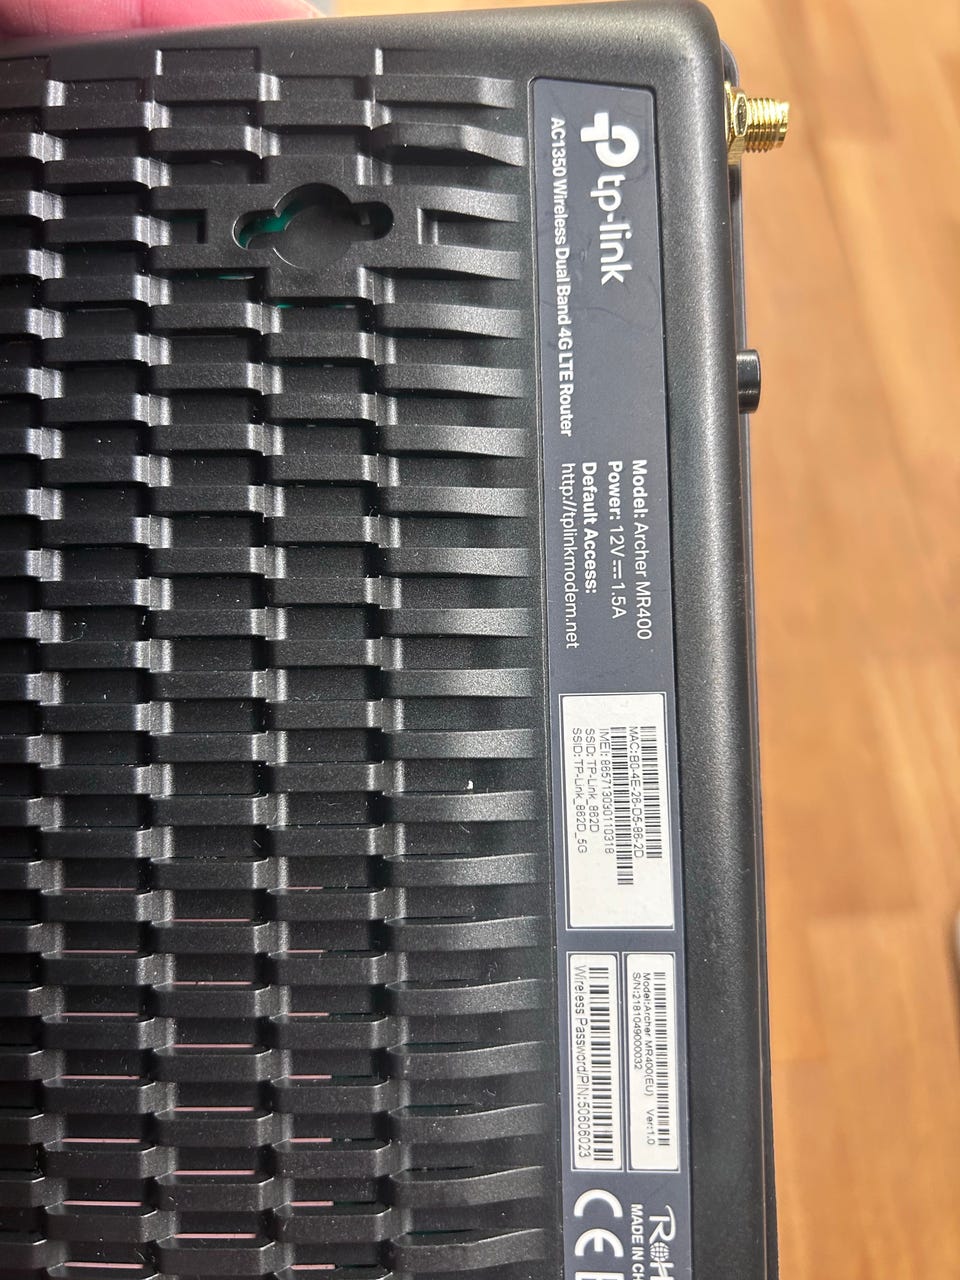 tp-link
AC1350 Wireless Dual Band 4G LTE Router
Model: Archer MR400
Power: 12V⎓1.5A
Default Access:
http://tplinkmodem.net
MAC:B0-4E-26-D5-86-2D
IMEI: 865713030110318
SSID: TP-Link_862D
SSID: TP-Link_862D_5G
Model:Archer MR400(EU) Ver:1.0
S/N:2181049000032
Wireless Password/PIN:50606023
RoH
MADE IN CH
CE